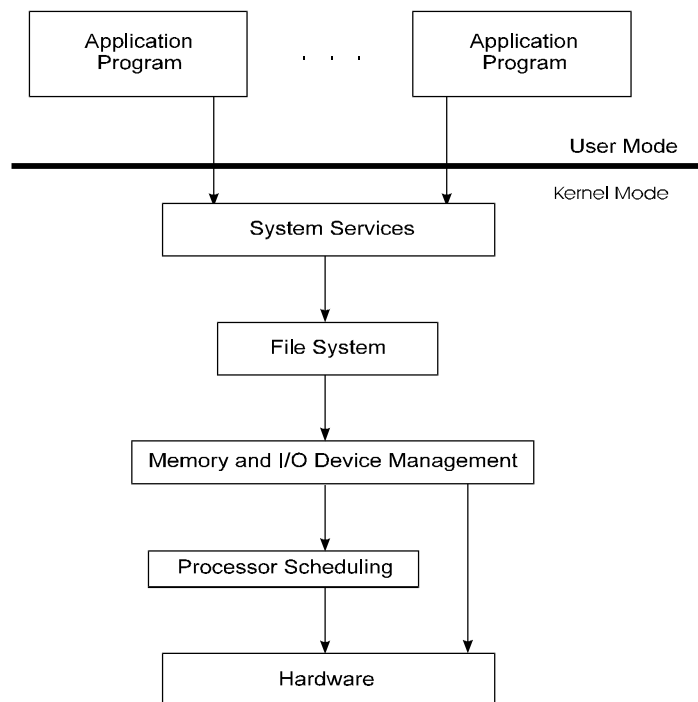 Application
Program
. . .
Application
Program
User Mode
Kernel Mode
System Services
File System
Memory and I/O Device Management
Processor Scheduling
Hardware